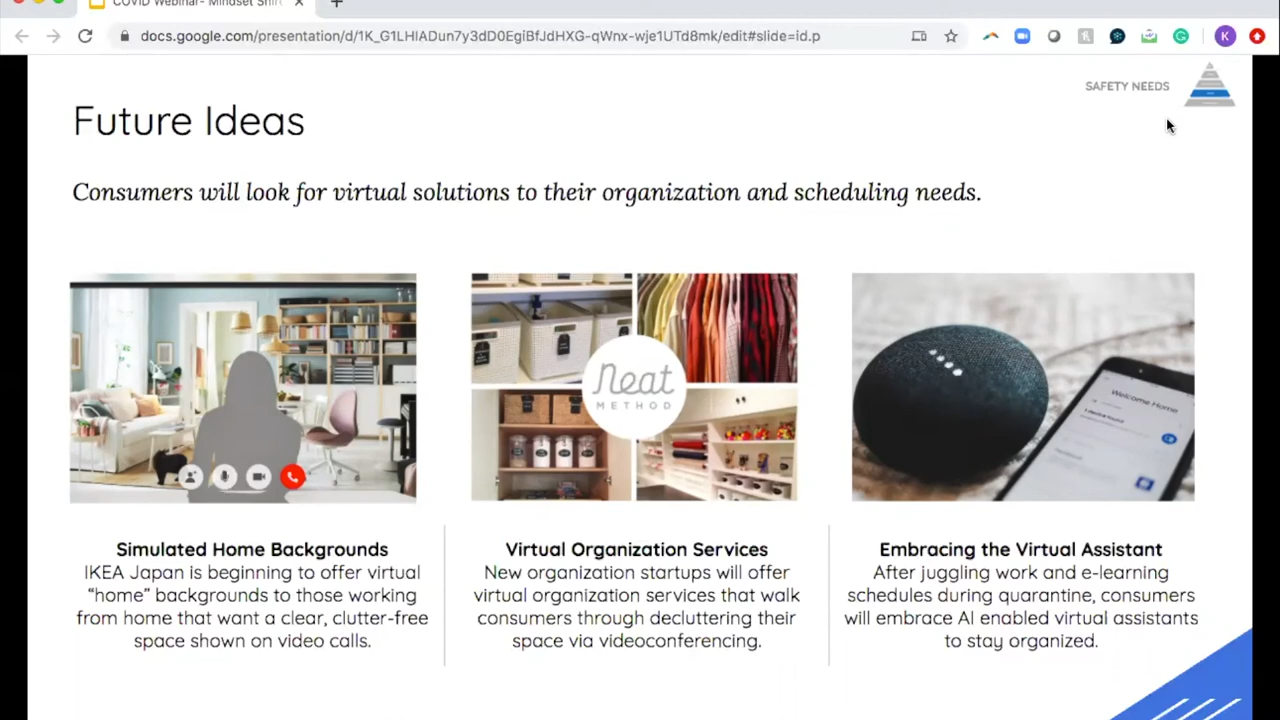 COVID Webinar- Mindset Shift
docs.google.com/presentation/d/1K_G1LHlADun7y3dD0EgiBfJdHXG-qWnx-wje1UTd8mk/edit#slide=id.p
K
SAFETY NEEDS
Future Ideas
Consumers will look for virtual solutions to their organization and scheduling needs.
Neat
METHOD
Welcome Home
Simulated Home Backgrounds
IKEA Japan is beginning to offer virtual
“home” backgrounds to those working
from home that want a clear, clutter-free
space shown on video calls.
Virtual Organization Services
New organization startups will offer
virtual organization services that walk
consumers through decluttering their
space via videoconferencing.
Embracing the Virtual Assistant
After juggling work and e-learning
schedules during quarantine, consumers
will embrace AI enabled virtual assistants
to stay organized.